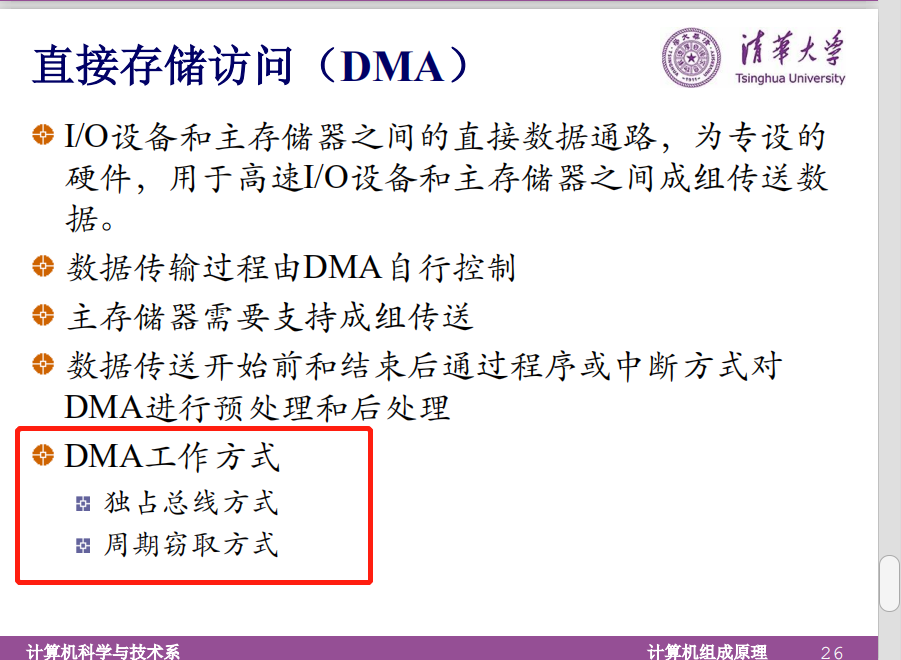 直接存储访问（DMA）
清华大学
Tsinghua University
I/O设备和主存储器之间的直接数据通路，为专设的
硬件，用于高速I/O设备和主存储器之间成组传送数
据。
数据传输过程由DMA自行控制
主存储器需要支持成组传送
数据传送开始前和结束后通过程序或中断方式对
DMA进行预处理和后处理
DMA工作方式
独占总线方式
周期窃取方式
计算机科学与技术系
计算机组成原理
26